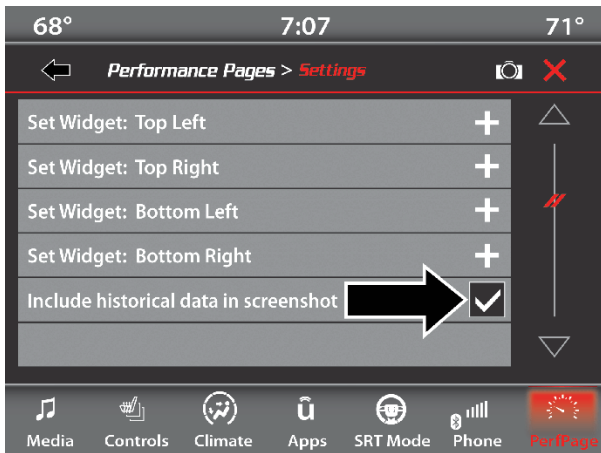 68° 7:07 71°
Performance Pages > Settings
Set Widget: Top Left
Set Widget: Top Right
Set Widget: Bottom Left
Set Widget: Bottom Right
Include historical data in screenshot
Media Controls Climate Apps SRT Mode Phone PerfPage